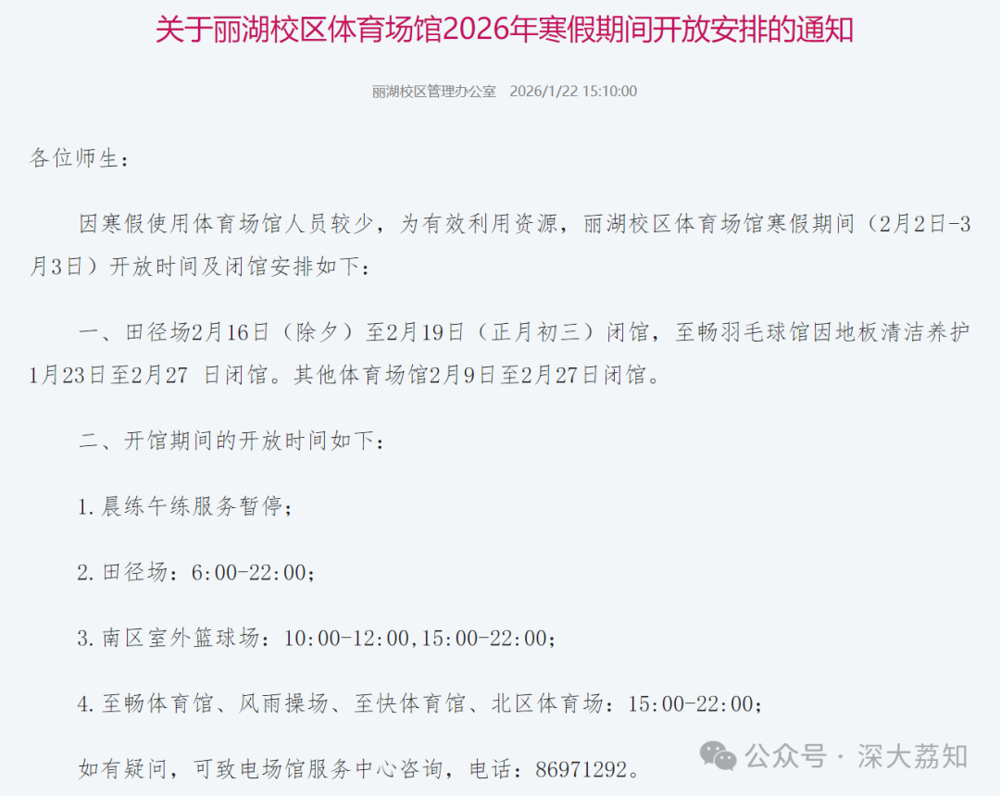 关于丽湖校区体育场馆2026年寒假期间开放安排的通知
丽湖校区管理办公室 2026/1/22 15:10:00
各位师生：
因寒假使用体育场馆人员较少，为有效利用资源，丽湖校区体育场馆寒假期间（2月2日-3
月3日）开放时间及闭馆安排如下：
一、田径场2月16日（除夕）至2月19日（正月初三）闭馆，至畅羽毛球馆因地板清洁养护
1月23日至2月27 日闭馆。其他体育场馆2月9日至2月27日闭馆。
二、开馆期间的开放时间如下：
1.晨练午练服务暂停；
2.田径场：6:00-22:00；
3.南区室外篮球场：10:00-12:00,15:00-22:00；
4.至畅体育馆、风雨操场、至快体育馆、北区体育场：15:00-22:00；
如有疑问，可致电场馆服务中心咨询，电话：86971292。
公众号·深大荔知